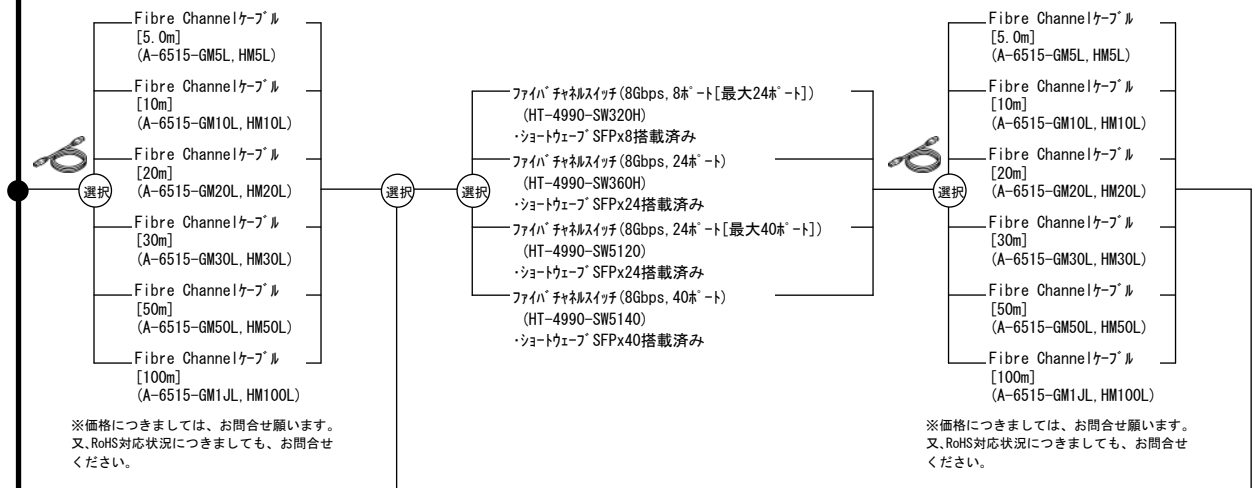 Fibre Channelｹｰﾌﾞﾙ
[5.0m]
(A-6515-GM5L,HM5L)
Fibre Channelｹｰﾌﾞﾙ
[10m]
(A-6515-GM10L,HM10L)
Fibre Channelｹｰﾌﾞﾙ
[20m]
(A-6515-GM20L,HM20L)
選択
Fibre Channelｹｰﾌﾞﾙ
[30m]
(A-6515-GM30L,HM30L)
Fibre Channelｹｰﾌﾞﾙ
[50m]
(A-6515-GM50L,HM50L)
Fibre Channelｹｰﾌﾞﾙ
[100m]
(A-6515-GM1JL,HM100L)
※価格につきましては、お問合せ願います。
又、RoHS対応状況につきましても、お問合せ
ください。
選択
選択
ﾌｧｲﾊﾞﾁｬﾈﾙｽｲｯﾁ(8Gbps,8ﾎﾟｰﾄ[最大24ﾎﾟｰﾄ])
(HT-4990-SW320H)
･ｼｮｰﾄｳｪｰﾌﾞSFPx8搭載済み
ﾌｧｲﾊﾞﾁｬﾈﾙｽｲｯﾁ(8Gbps,24ﾎﾟｰﾄ)
(HT-4990-SW360H)
･ｼｮｰﾄｳｪｰﾌﾞSFPx24搭載済み
ﾌｧｲﾊﾞﾁｬﾈﾙｽｲｯﾁ(8Gbps,24ﾎﾟｰﾄ[最大40ﾎﾟｰﾄ])
(HT-4990-SW5120)
･ｼｮｰﾄｳｪｰﾌﾞSFPx24搭載済み
ﾌｧｲﾊﾞﾁｬﾈﾙｽｲｯﾁ(8Gbps,40ﾎﾟｰﾄ)
(HT-4990-SW5140)
･ｼｮｰﾄｳｪｰﾌﾞSFPx40搭載済み
Fibre Channelｹｰﾌﾞﾙ
[5.0m]
(A-6515-GM5L,HM5L)
Fibre Channelｹｰﾌﾞﾙ
[10m]
(A-6515-GM10L,HM10L)
Fibre Channelｹｰﾌﾞﾙ
[20m]
(A-6515-GM20L,HM20L)
選択
Fibre Channelｹｰﾌﾞﾙ
[30m]
(A-6515-GM30L,HM30L)
Fibre Channelｹｰﾌﾞﾙ
[50m]
(A-6515-GM50L,HM50L)
Fibre Channelｹｰﾌﾞﾙ
[100m]
(A-6515-GM1JL,HM100L)
※価格につきましては、お問合せ願います。
又、RoHS対応状況につきましても、お問合せ
ください。